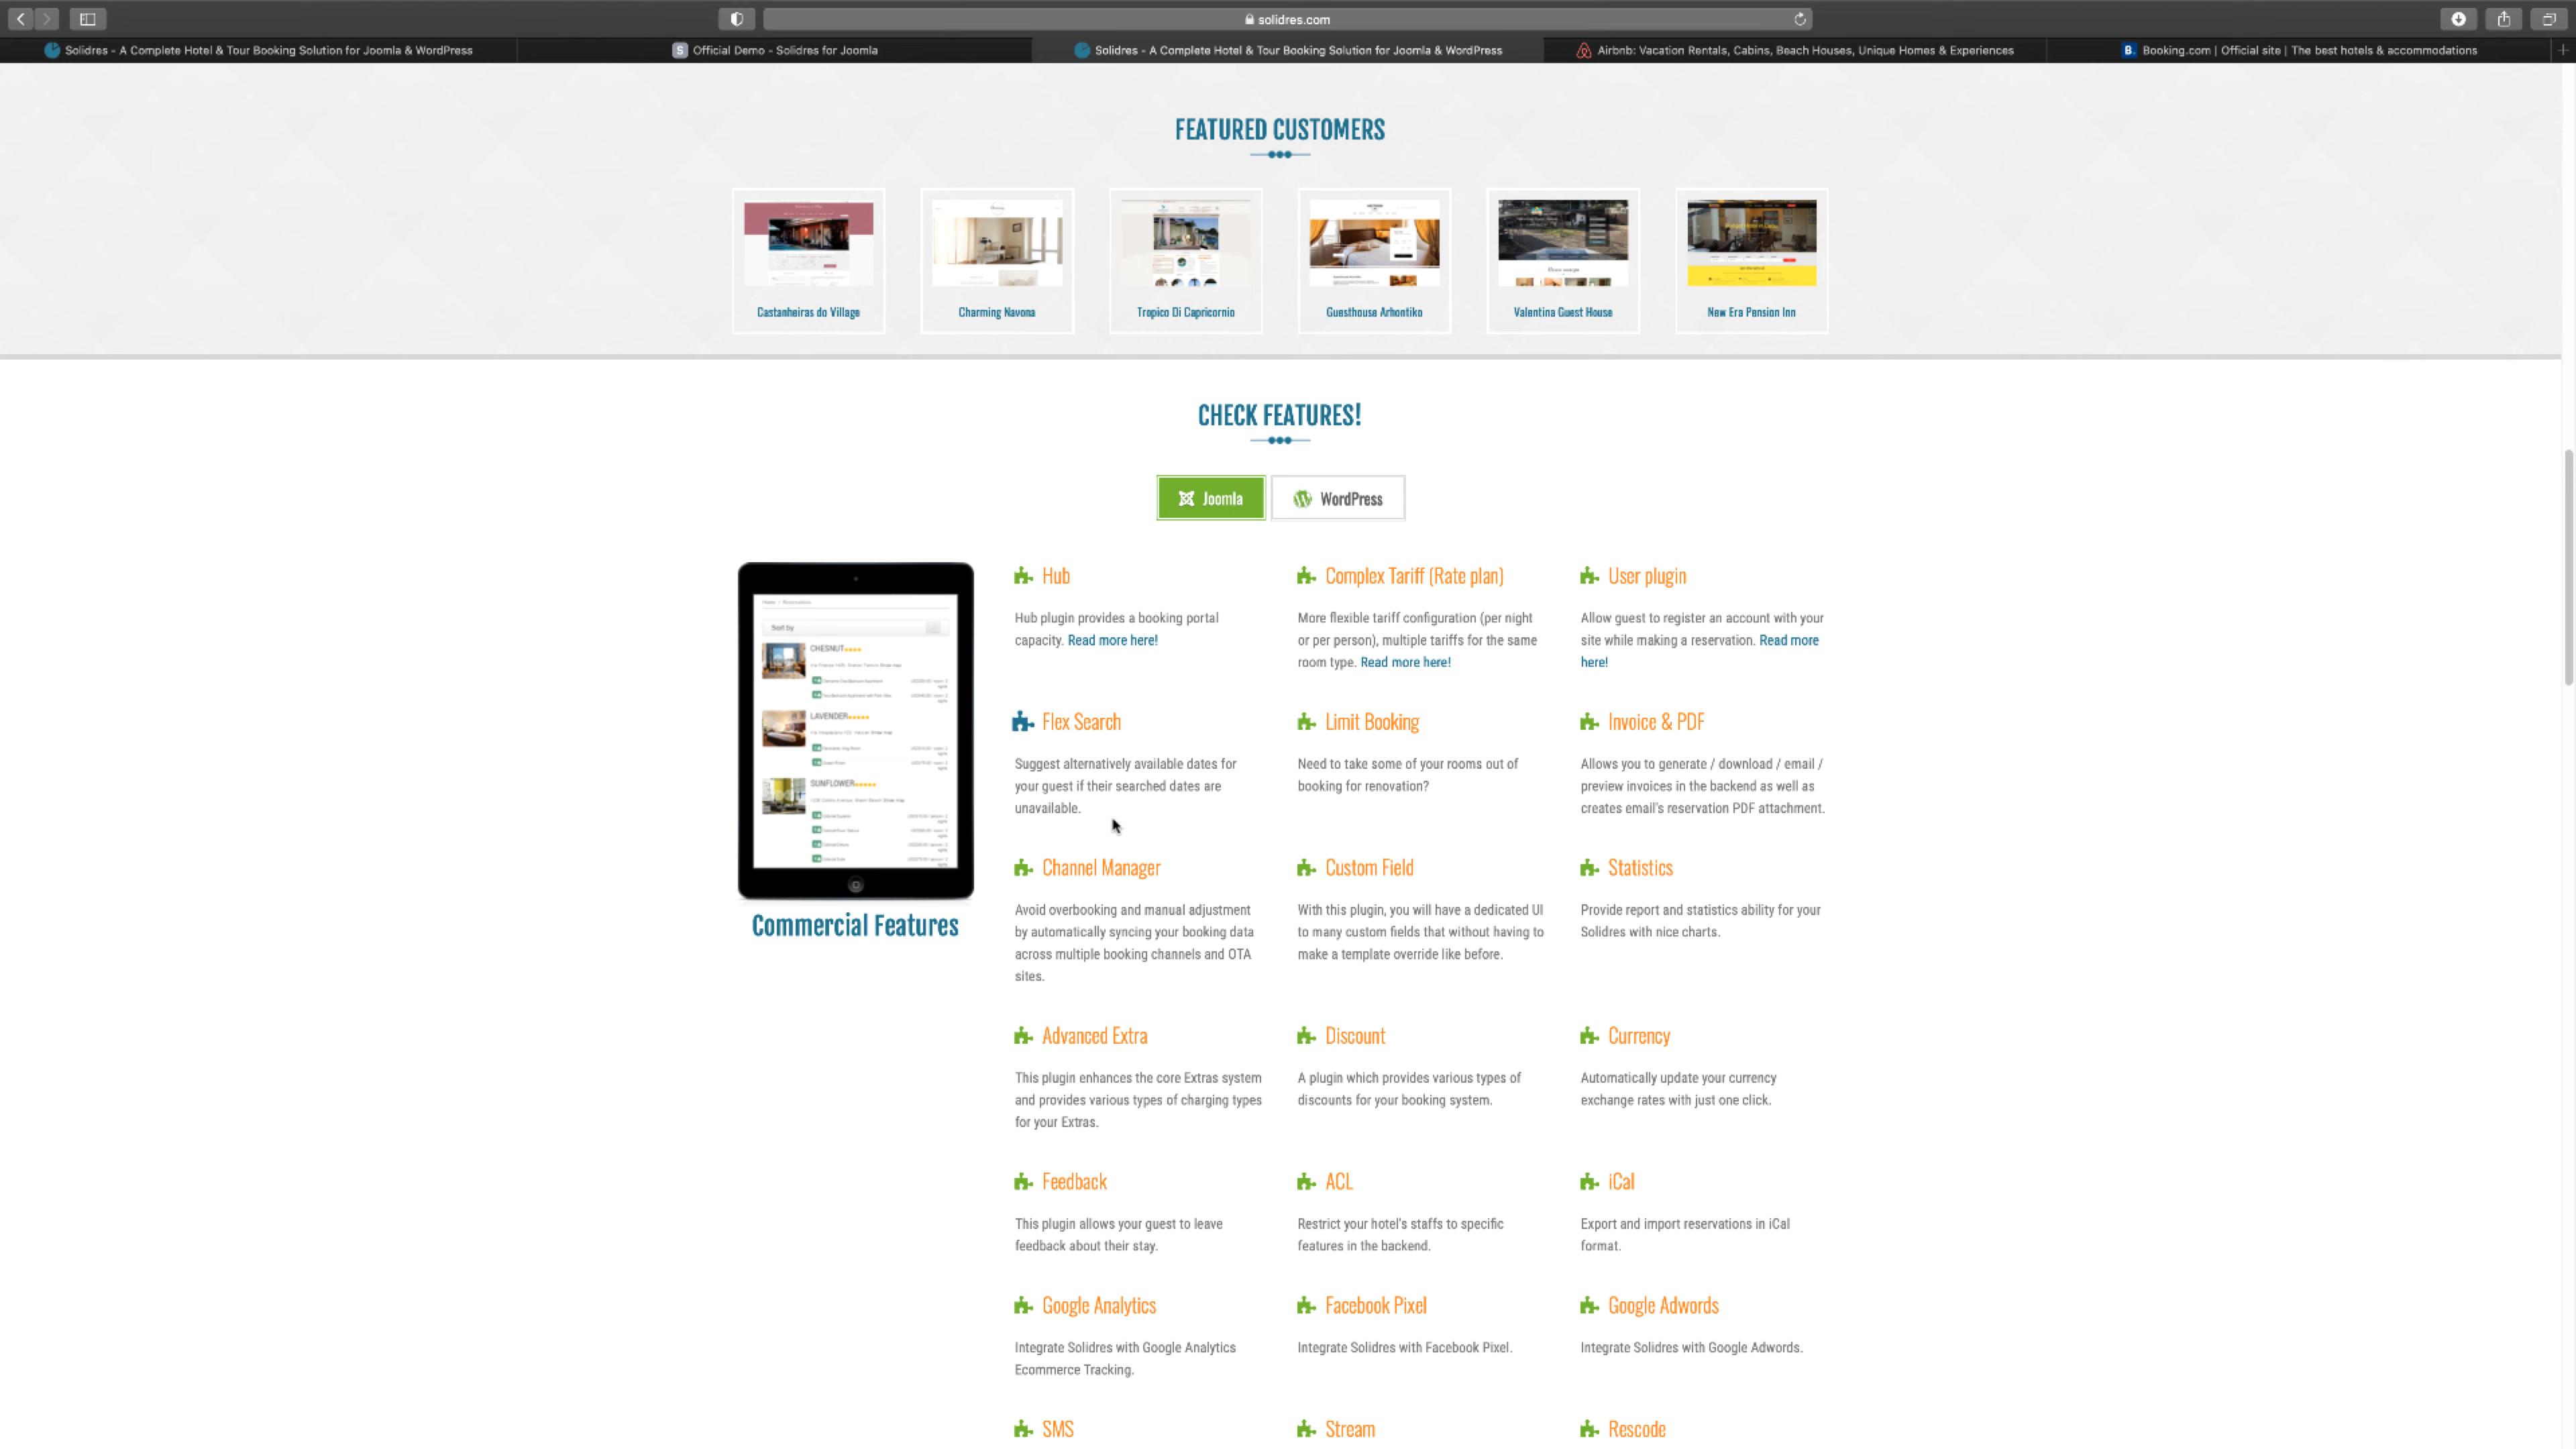 solidres.com
Solidres - A Complete Hotel & Tour Booking Solution for Joomla & WordPress
S Official Demo - Solidres for Joomla
Solidres - A Complete Hotel & Tour Booking Solution for Joomla & WordPress
Airbnb: Vacation Rentals, Cabins, Beach Houses, Unique Homes & Experiences
B. Booking.com | Official site | The best hotels & accommodations
FEATURED CUSTOMERS
Castanheiras do Village
Charming Navona
Tropico Di Capricornio
Guesthouse Arhontiko
Valentina Guest House
New Era Pension Inn
CHECK FEATURES!
Joomla
WordPress
Sort by
CHESNUT
LAVENDER
SUNFLOWER
Commercial Features
Hub
Hub plugin provides a booking portal
capacity. Read more here!
Complex Tariff (Rate plan)
More flexible tariff configuration (per night
or per person), multiple tariffs for the same
room type. Read more here!
User plugin
Allow guest to register an account with your
site while making a reservation. Read more
here!
Flex Search
Suggest alternatively available dates for
your guest if their searched dates are
unavailable.
Limit Booking
Need to take some of your rooms out of
booking for renovation?
Invoice & PDF
Allows you to generate / download / email /
preview invoices in the backend as well as
creates email's reservation PDF attachment.
Channel Manager
Avoid overbooking and manual adjustment
by automatically syncing your booking data
across multiple booking channels and OTA
sites.
Custom Field
With this plugin, you will have a dedicated UI
to many custom fields that without having to
make a template override like before.
Statistics
Provide report and statistics ability for your
Solidres with nice charts.
Advanced Extra
This plugin enhances the core Extras system
and provides various types of charging types
for your Extras.
Discount
A plugin which provides various types of
discounts for your booking system.
Currency
Automatically update your currency
exchange rates with just one click.
Feedback
This plugin allows your guest to leave
feedback about their stay.
ACL
Restrict your hotel's staffs to specific
features in the backend.
iCal
Export and import reservations in iCal
format.
Google Analytics
Integrate Solidres with Google Analytics
Ecommerce Tracking.
Facebook Pixel
Integrate Solidres with Facebook Pixel.
Google Adwords
Integrate Solidres with Google Adwords.
SMS
Stream
Rescode